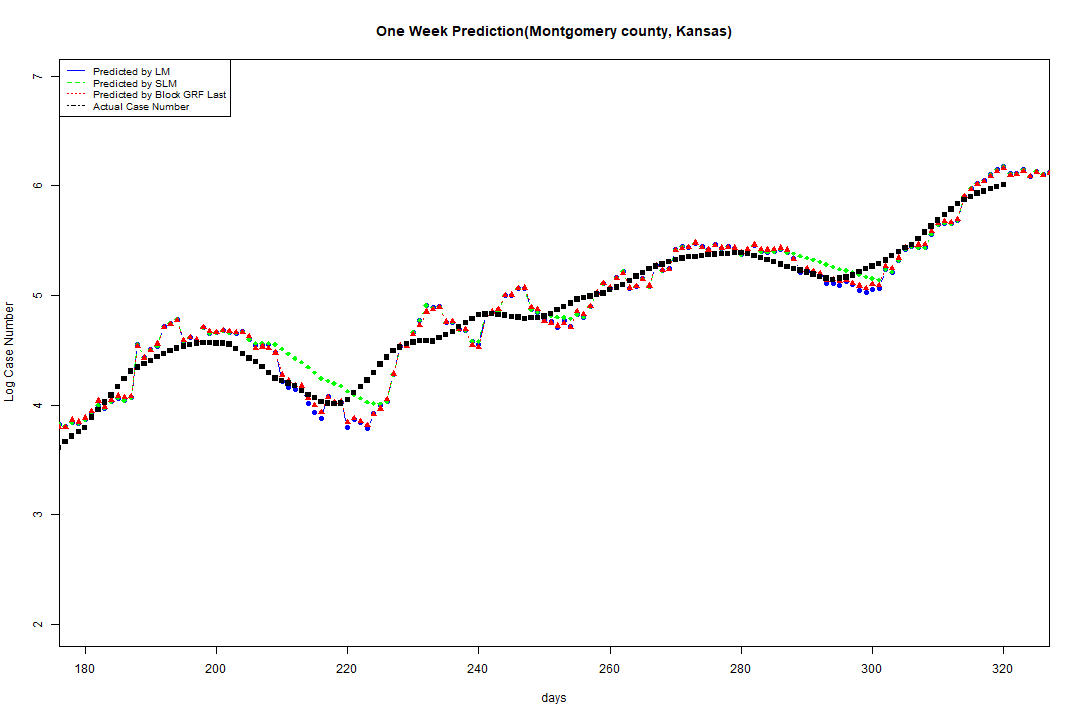 One Week Prediction(Montgomery county, Kansas)
Predicted by LM
Predicted by SLM
Predicted by Block GRF Last
Actual Case Number
7
6
5
4
3
2
Log Case Number
180 200 220 240 260 280 300 320
days